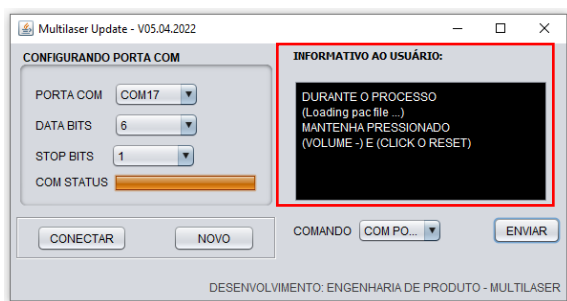 Multilaser Update - V05.04.2022
CONFIGURANDO PORTA COM
PORTA COM COM17
DATA BITS 6
STOP BITS 1
COM STATUS
CONECTAR NOVO
INFORMATIVO AO USUÁRIO:
DURANTE O PROCESSO
(Loading pac file ...)
MANTENHA PRESSIONADO
(VOLUME -) E (CLICK O RESET)
COMANDO COM PO... ENVIAR
DESENVOLVIMENTO: ENGENHARIA DE PRODUTO - MULTILASER